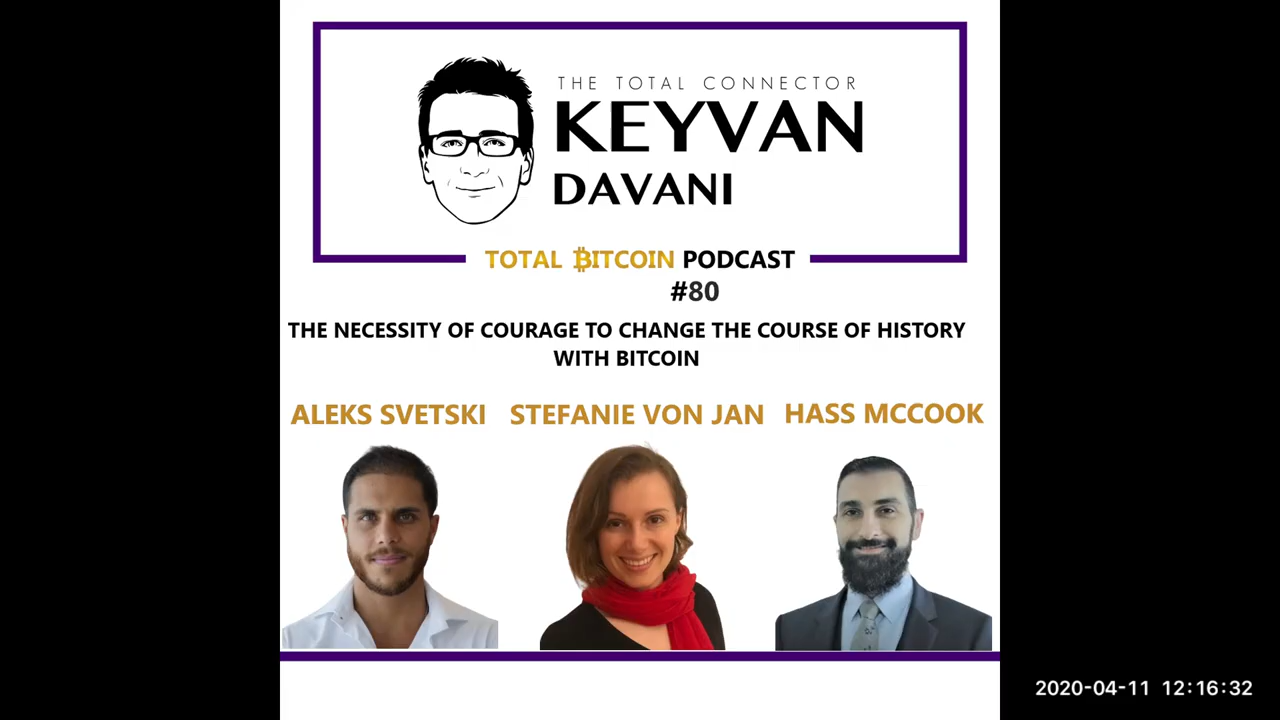 THE TOTAL CONNECTOR
KEYVAN
DAVANI
TOTAL ₿ITCOIN PODCAST
#80
THE NECESSITY OF COURAGE TO CHANGE THE COURSE OF HISTORY
WITH BITCOIN
ALEKS SVETSKI STEFANIE VON JAN HASS MCCOOK
2020-04-11 12:16:32